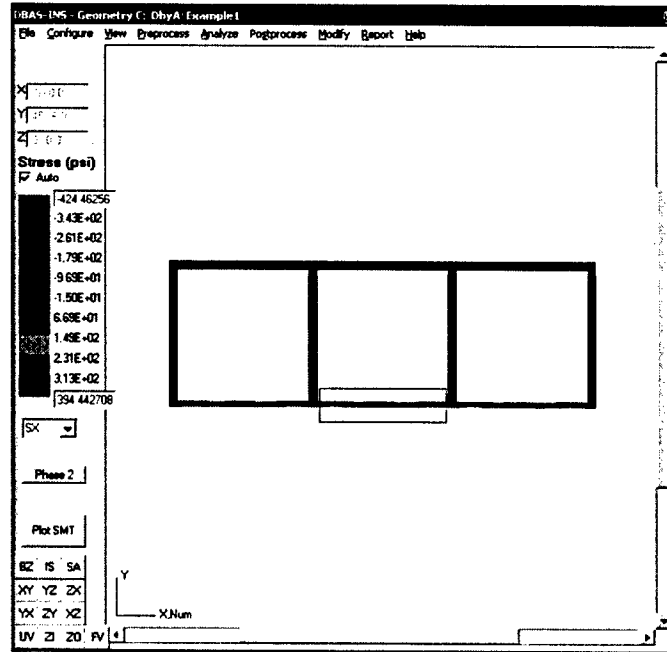 DBAS-INS - Geometry C: DbyA Example1
File Configure View Preprocess Analyze Postprocess Modify Report Help
X
Y
Z
Stress (psi)
Auto
-424 46256
-3.43E+02
-2.61E+02
-1.79E+02
-9.69E+01
-1.50E+01
6.69E+01
1.49E+02
2.31E+02
3.13E+02
394 442708
SX
Phase 2
Plot SMT
BZ IS SA
XY YZ ZX
YX ZY XZ
UV ZI ZO FV
Y
X,Num